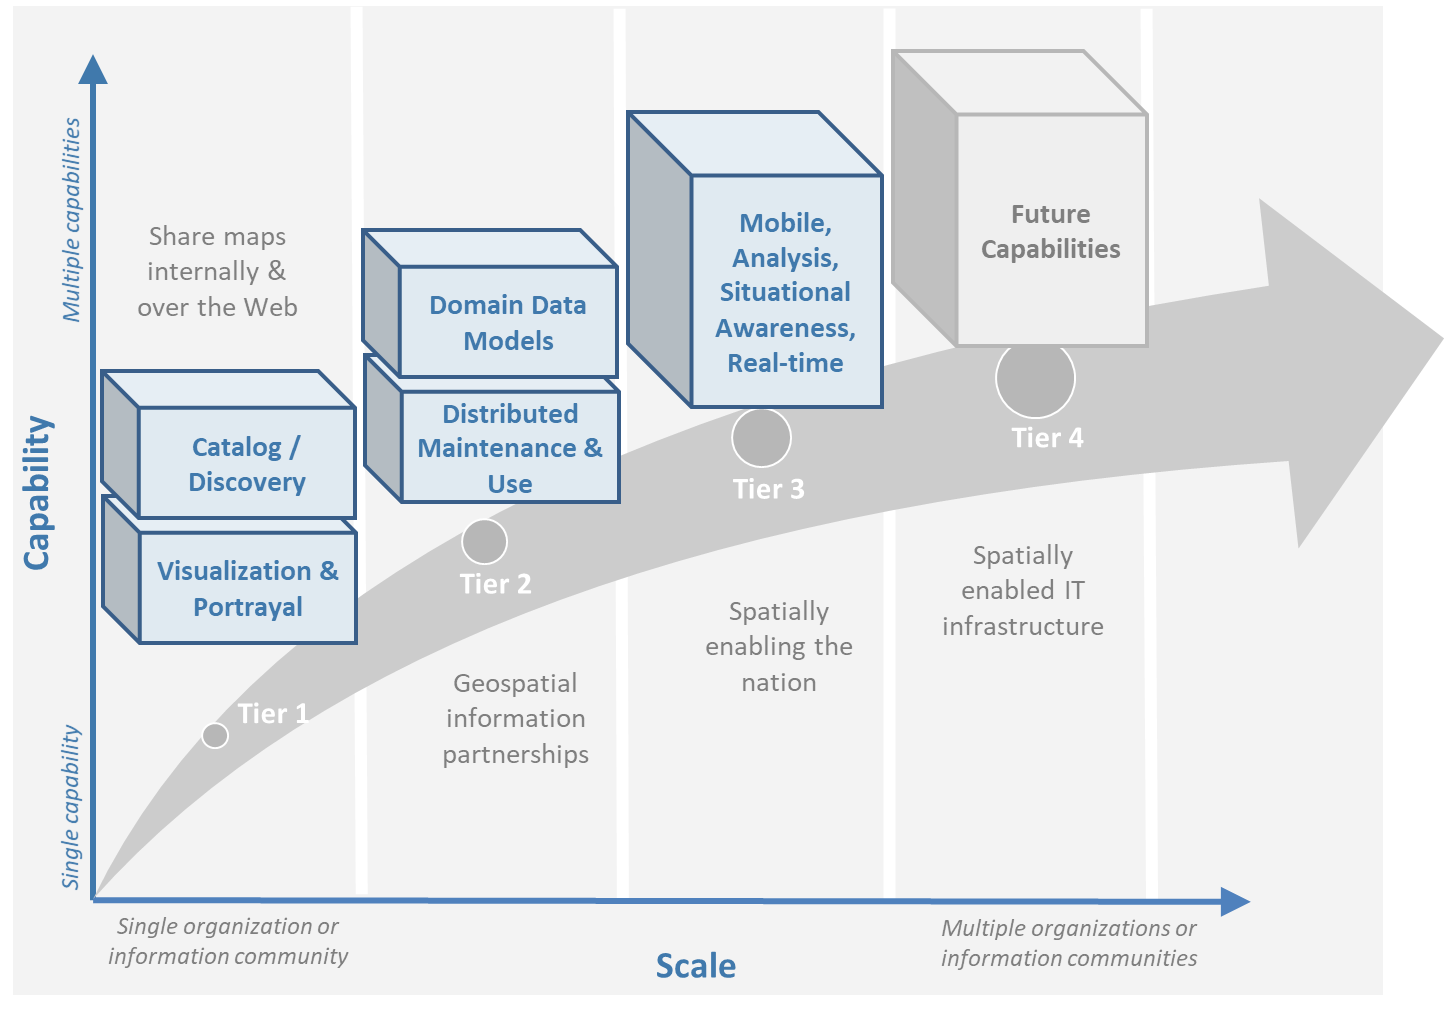 Multiple capabilities
Capability
Single capability
Share maps
internally &
over the Web
Catalog /
Discovery
Visualization &
Portrayal
Tier 1
Domain Data
Models
Distributed
Maintenance &
Use
Tier 2
Geospatial
information
partnerships
Mobile,
Analysis,
Situational
Awareness,
Real-time
Tier 3
Spatially
enabling the
nation
Future
Capabilities
Tier 4
Spatially
enabled IT
infrastructure
Single organization or
information community
Scale
Multiple organizations or
information communities